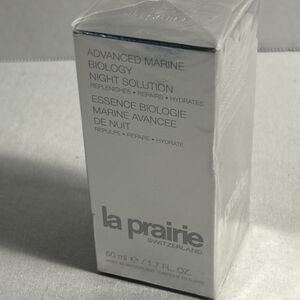 ADVANCED MARINE
BIOLOGY
NIGHT SOLUTION
REPLENISHES • REPAIRS • HYDRATES
ESSENCE BIOLOGIE
MARINE AVANCEE
DE NUIT
REPULPE • REPARE • HYDRATE
la prairie
SWITZERLAND
50 ml e / 1.7 FL. OZ.